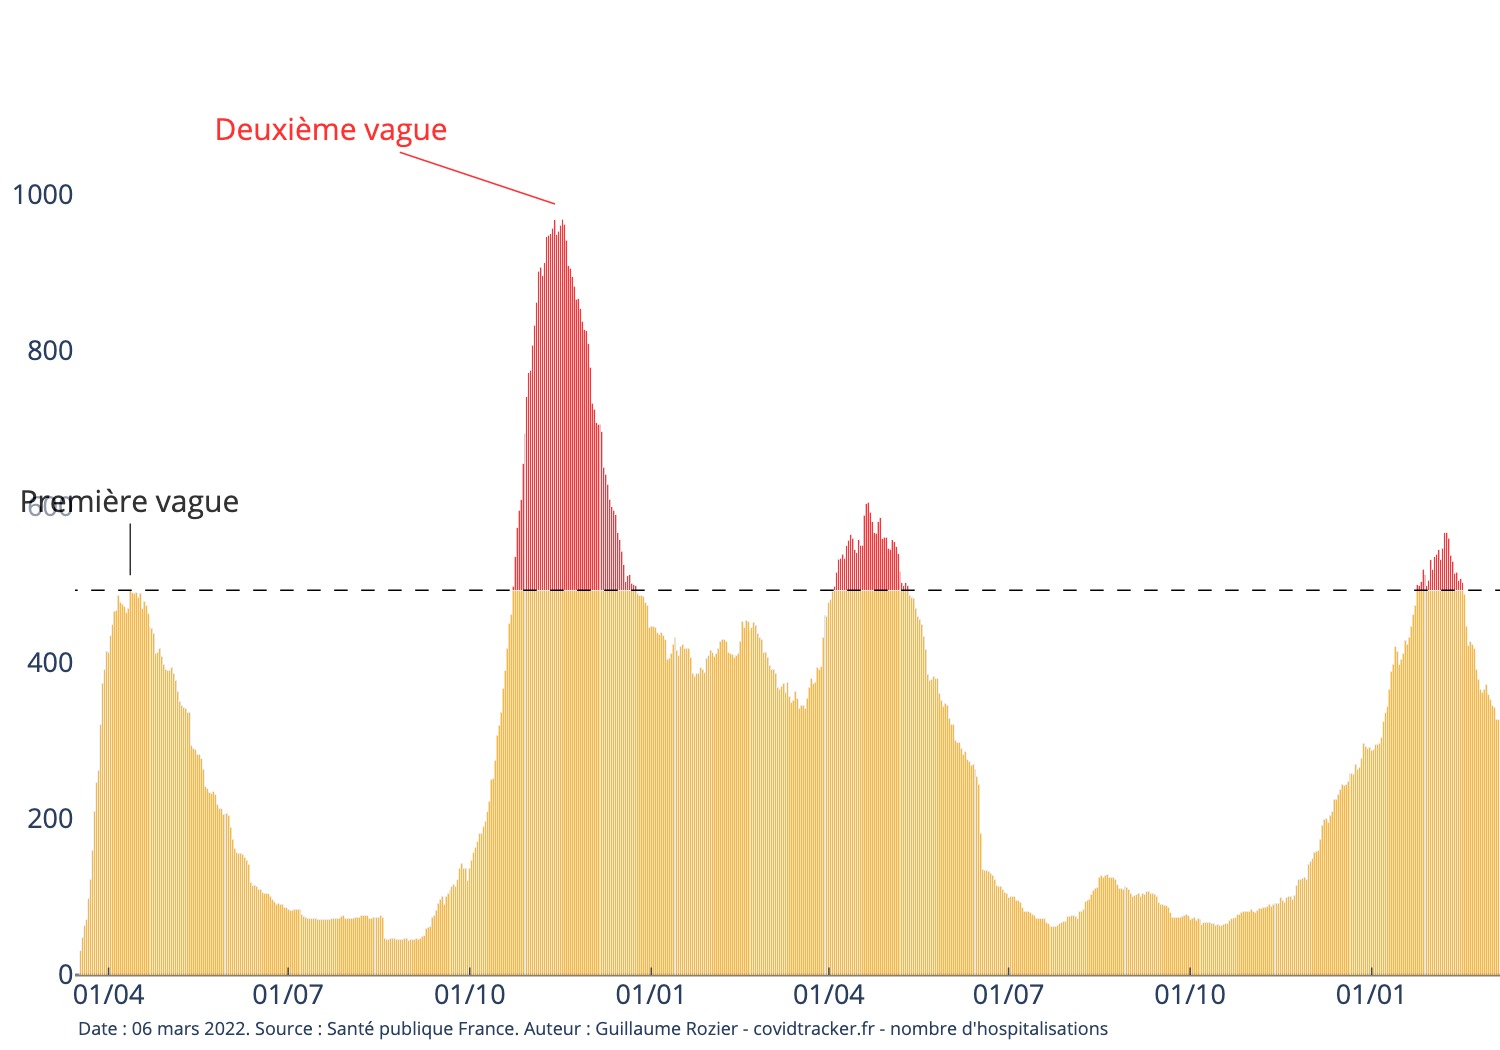 Deuxième vague
1000
800
Première vague
600
400
200
0
01/04 01/07 01/10 01/01 01/04 01/07 01/10 01/01
Date : 06 mars 2022. Source : Santé publique France. Auteur : Guillaume Rozier - covidtracker.fr - nombre d'hospitalisations